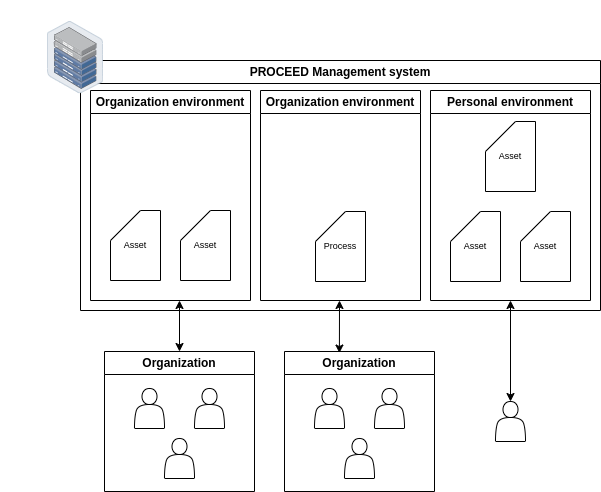 PROCEED Management system
Organization environment
Organization environment
Personal environment
Asset
Asset
Asset
Process
Asset
Asset
Organization
Organization